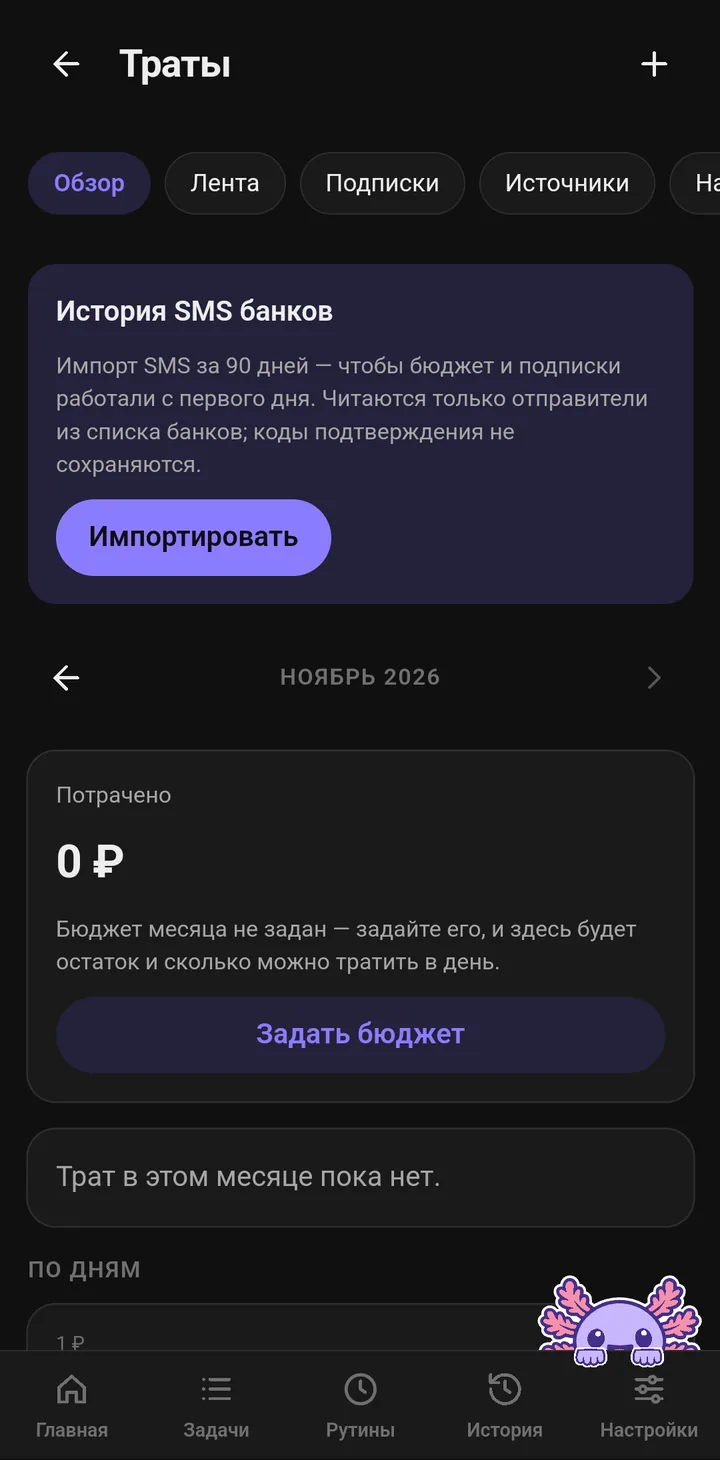 Траты
Обзор
Лента
Подписки
Источники
История SMS банков
Импорт SMS за 90 дней — чтобы бюджет и подписки
работали с первого дня. Читаются только отправители
из списка банков; коды подтверждения не
сохраняются.
Импортировать
НОЯБРЬ 2026
Потрачено
0 ₽
Бюджет месяца не задан — задайте его, и здесь будет
остаток и сколько можно тратить в день.
Задать бюджет
Трат в этом месяце пока нет.
ПО ДНЯМ
1 ₽
Главная
Задачи
Рутины
История
Настройки